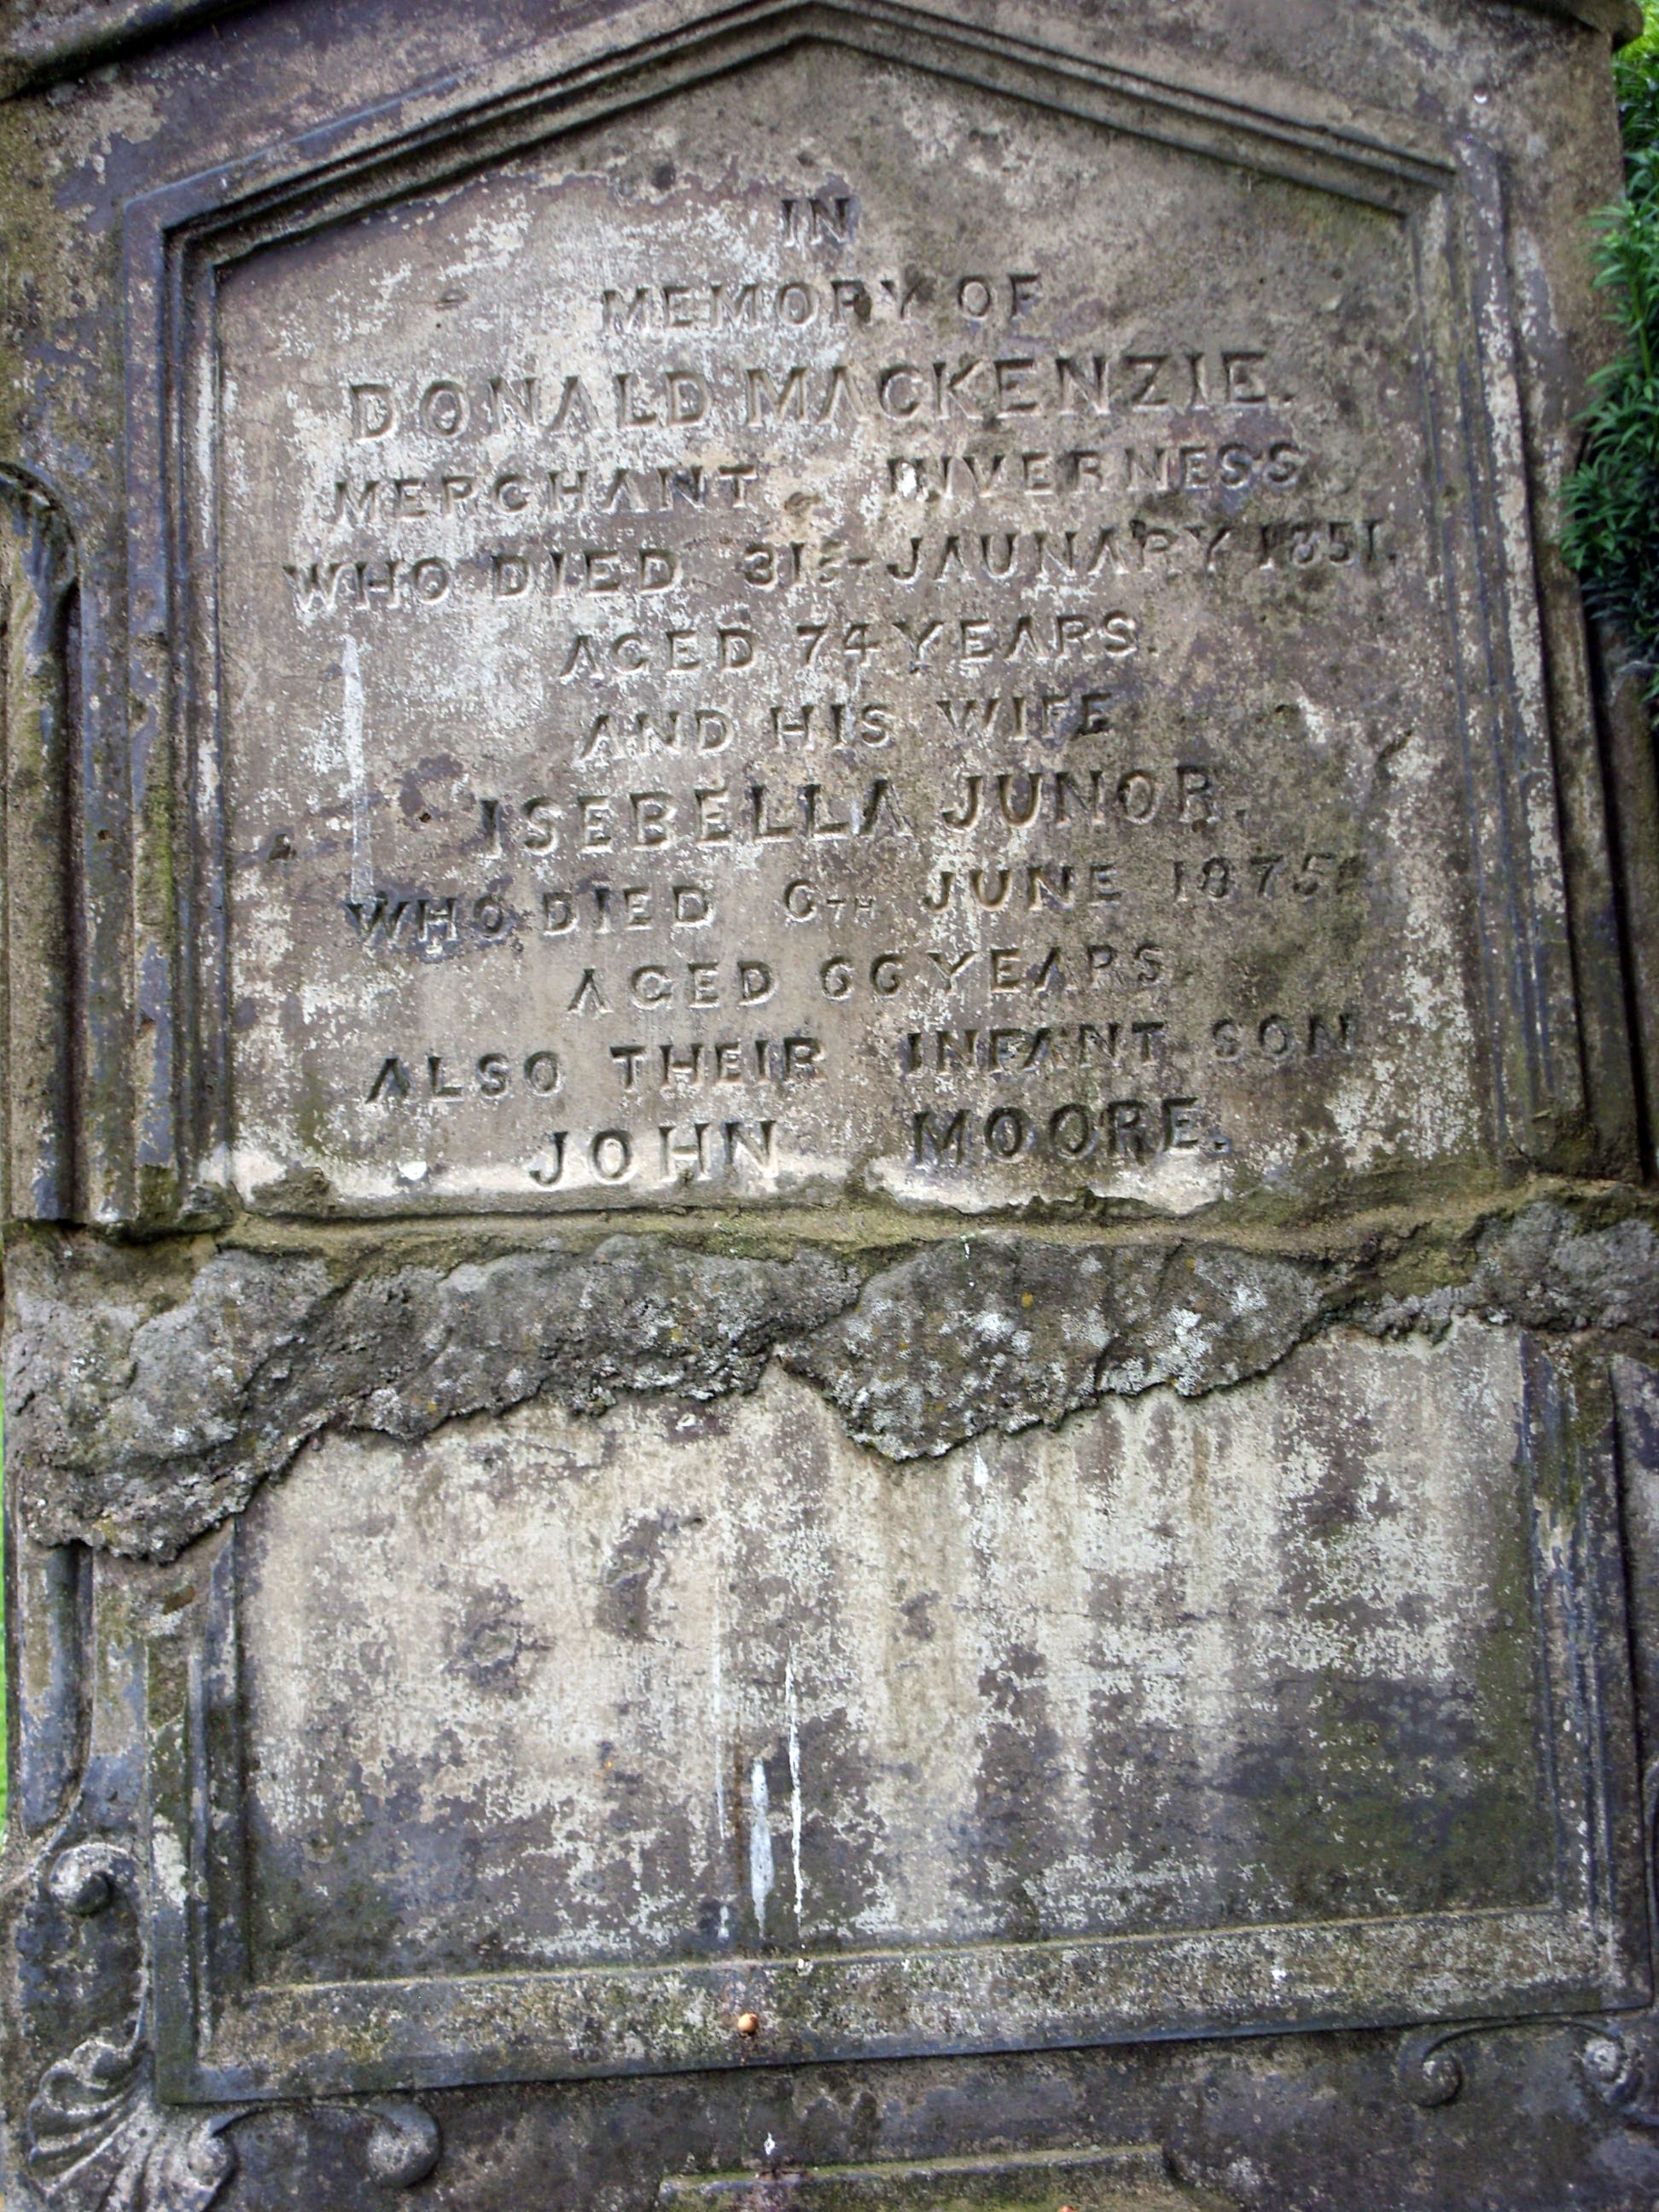 IN
MEMORY OF
DONALD MACKENZIE.
MERCHANT INVERNESS
WHO DIED 31ST JAUNARY 1851.
AGED 74 YEARS.
AND HIS WIFE
ISEBELLA JUNOR.
WHO DIED 6TH JUNE 1875
AGED 66 YEARS
ALSO THEIR INFANT SON
JOHN MOORE.